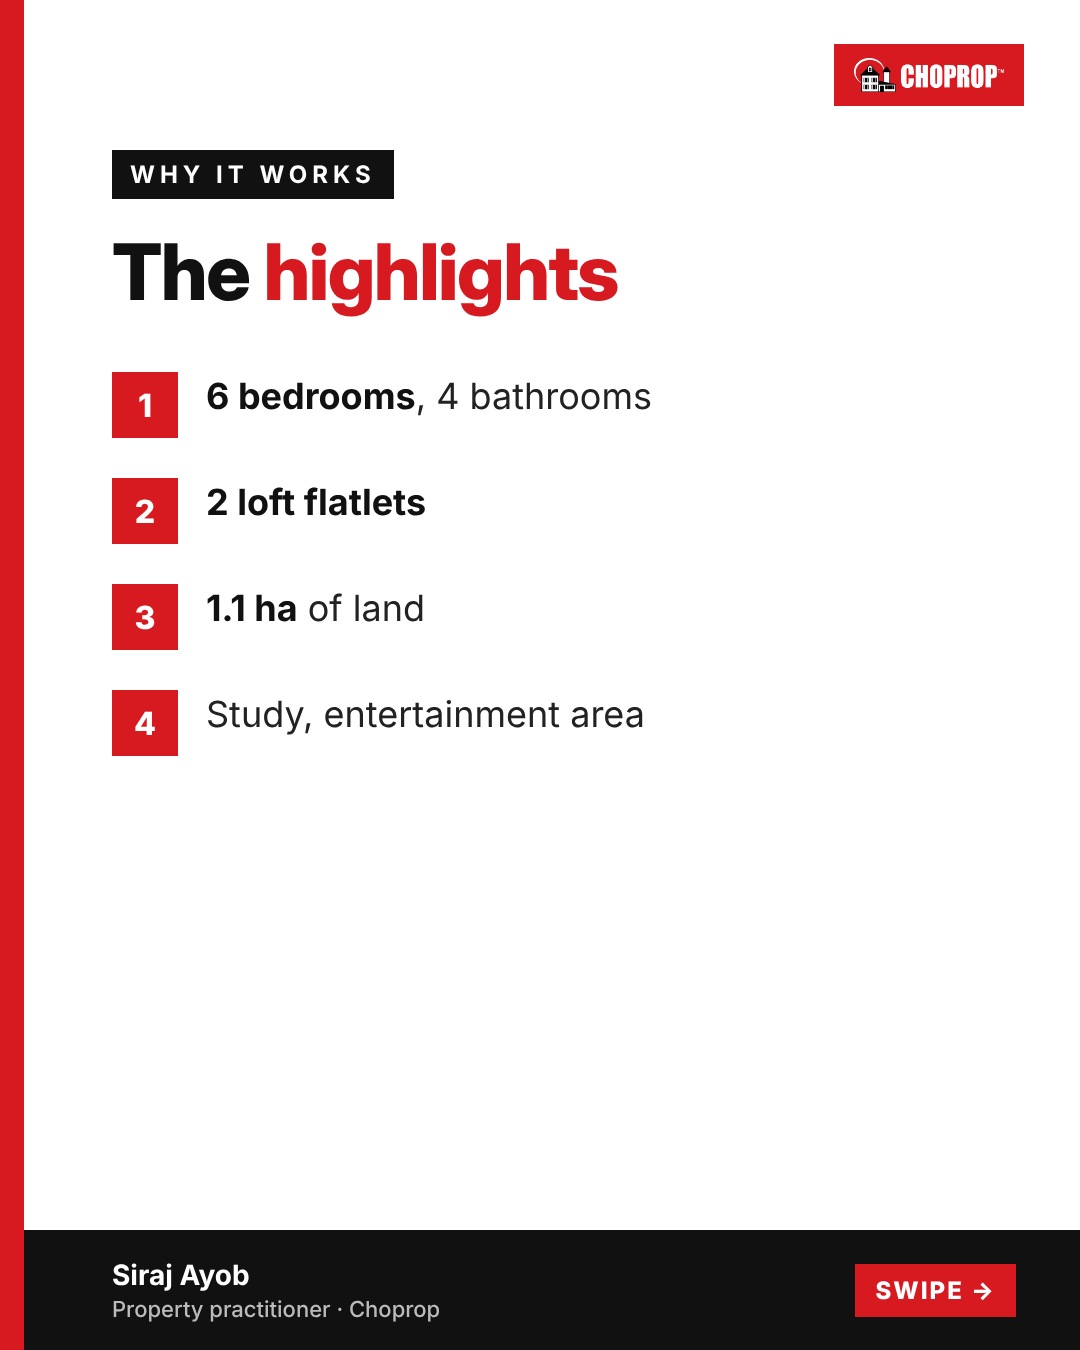 CHOPROP™
WHY IT WORKS
The highlights
1 6 bedrooms, 4 bathrooms
2 2 loft flatlets
3 1.1 ha of land
4 Study, entertainment area
Siraj Ayob
Property practitioner · Choprop
SWIPE →